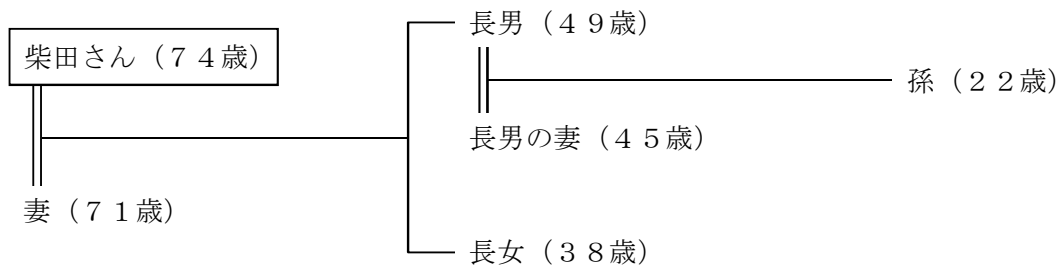 長男（４９歳）
柴田さん（７４歳）
孫（２２歳）
長男の妻（４５歳）
妻（７１歳）
長女（３８歳）